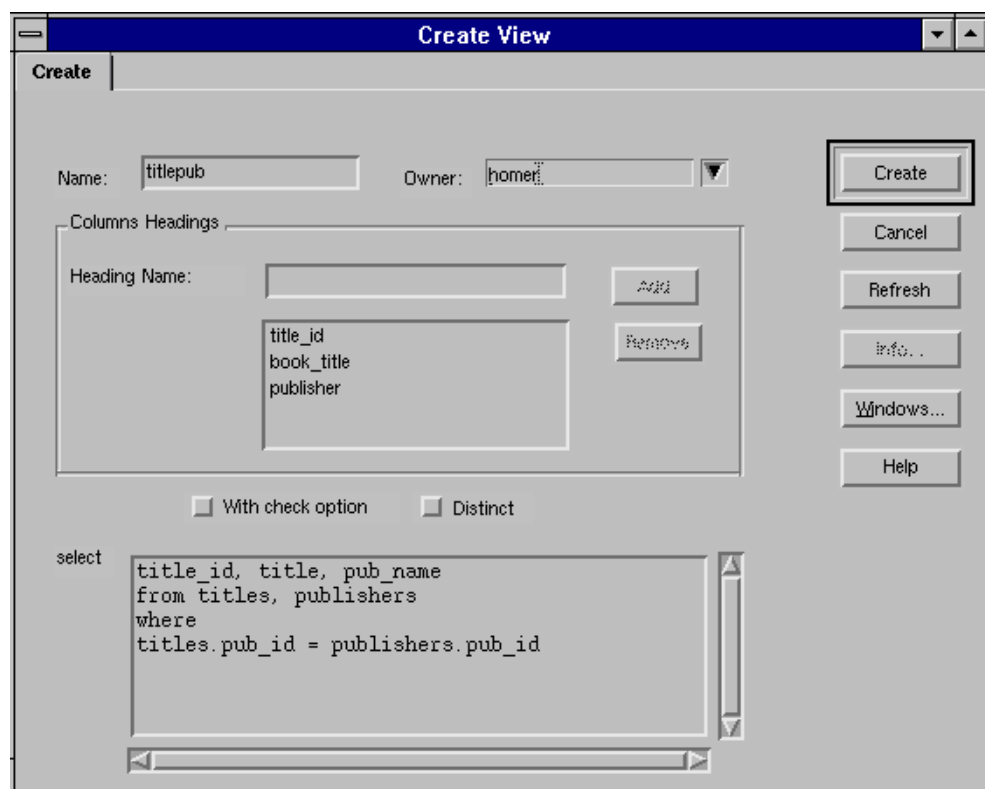 Create View
Create
Name: titlepub Owner: homer Create
Columns Headings Cancel
Heading Name: Add Refresh
title_id Remove
book_title Info...
publisher
Windows...
Help
With check option Distinct
select
title_id, title, pub_name
from titles, publishers
where
titles.pub_id = publishers.pub_id